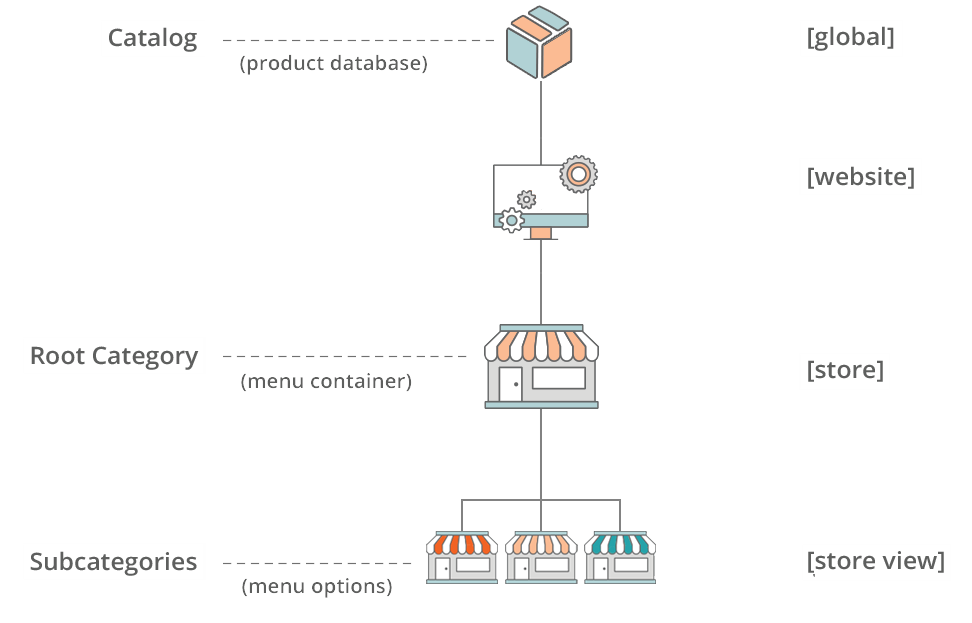 Catalog
(product database)
[global]
[website]
Root Category
(menu container)
[store]
Subcategories
(menu options)
[store view]